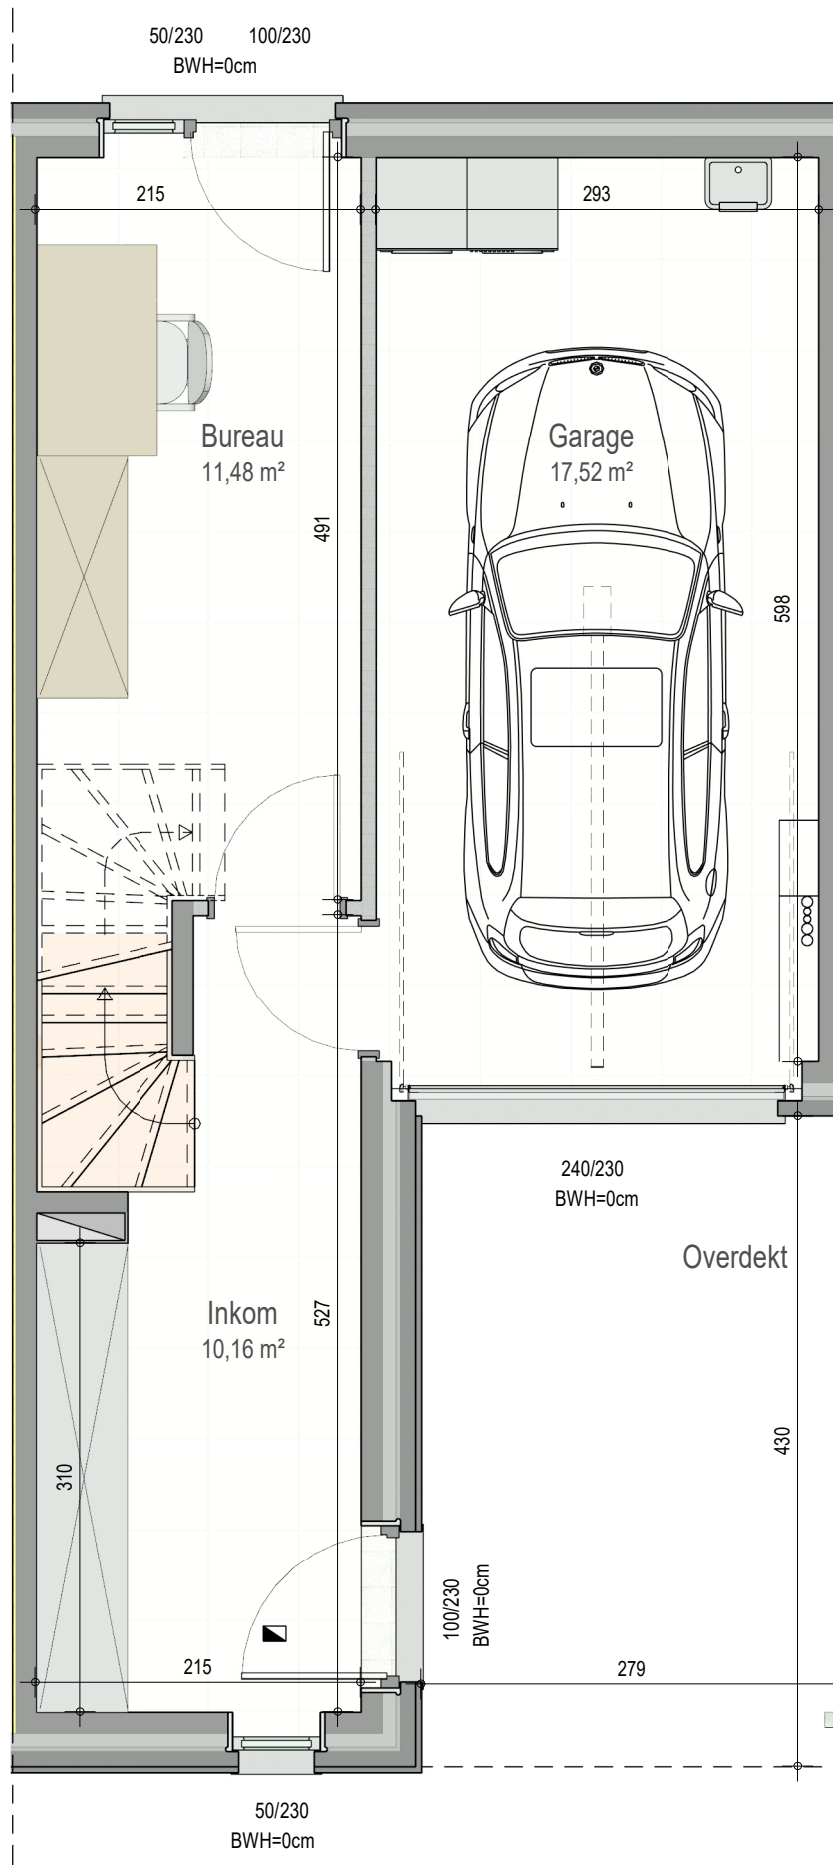 50/230 100/230
BWH=0cm
215
293
Bureau
11,48 m²
Garage
17,52 m²
491
598
240/230
BWH=0cm
Overdekt
Inkom
10,16 m²
527
430
310
100/230
BWH=0cm
215
279
50/230
BWH=0cm